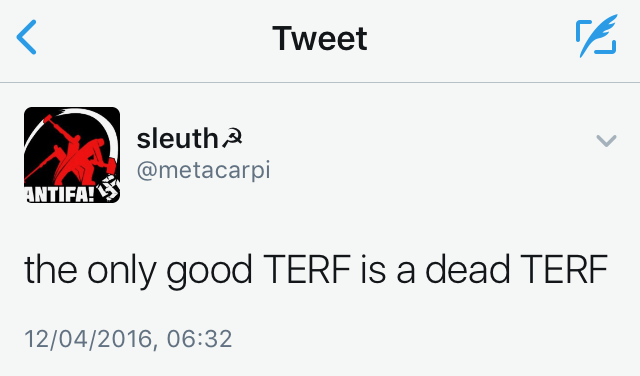 Tweet
sleuth☭
@metacarpi
ANTIFA!
the only good TERF is a dead TERF
12/04/2016, 06:32